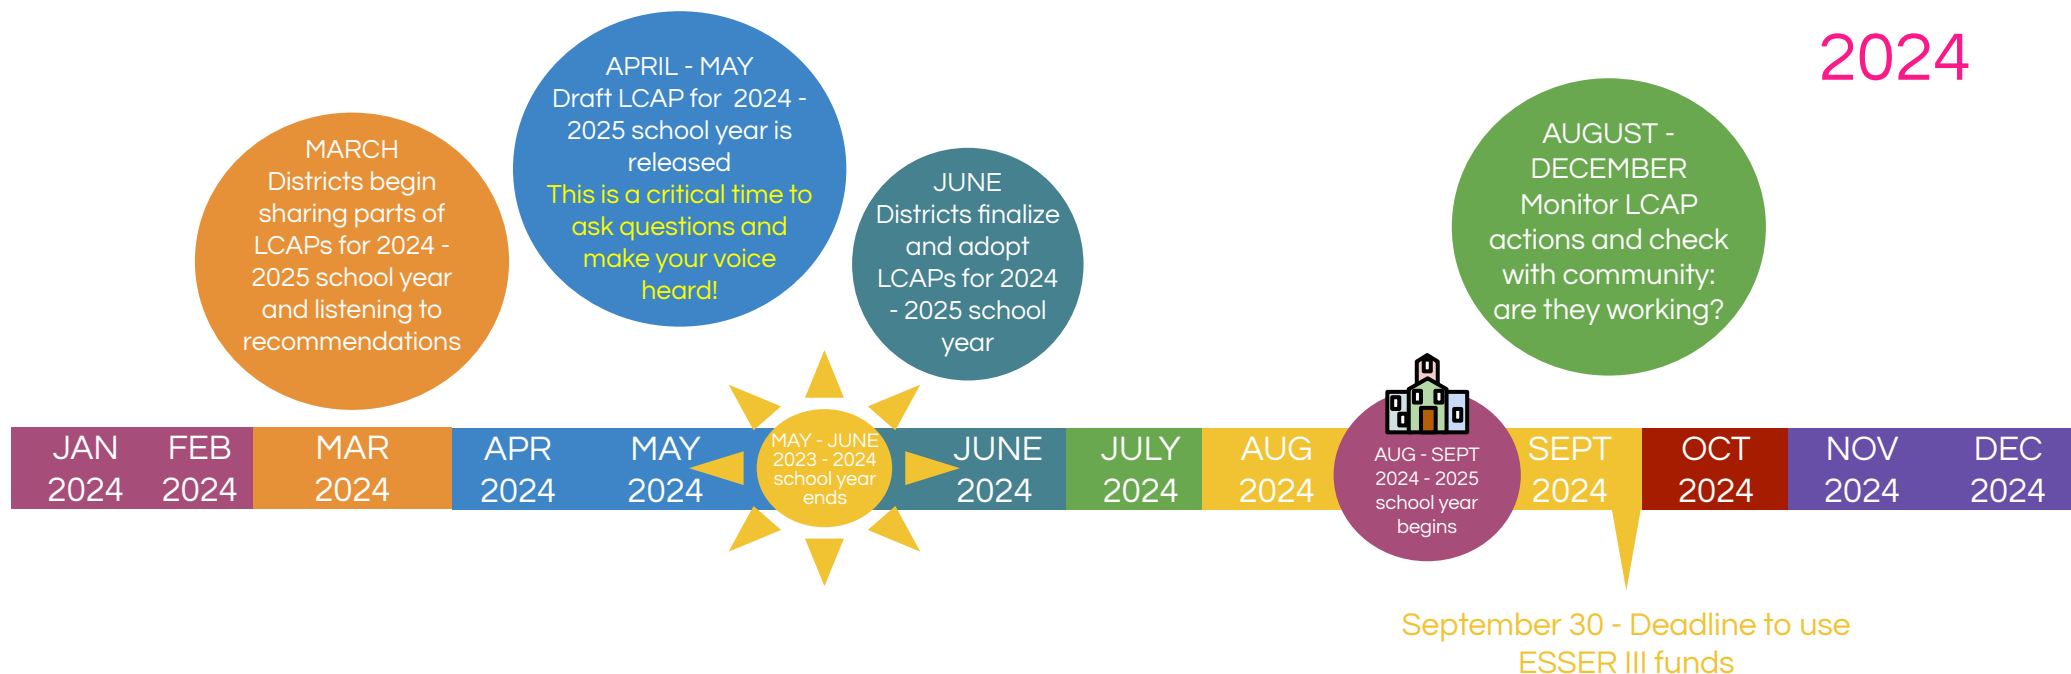 2024
MARCH
Districts begin
sharing parts of
LCAPs for 2024 -
2025 school year
and listening to
recommendations
APRIL - MAY
Draft LCAP for 2024 -
2025 school year is
released
This is a critical time to
ask questions and
make your voice
heard!
JUNE
Districts finalize
and adopt
LCAPs for 2024
- 2025 school
year
AUGUST -
DECEMBER
Monitor LCAP
actions and check
with community:
are they working?
JAN
2024
FEB
2024
MAR
2024
APR
2024
MAY
2024
MAY - JUNE
2023 - 2024
school year
ends
JUNE
2024
JULY
2024
AUG
2024
AUG - SEPT
2024 - 2025
school year
begins
SEPT
2024
OCT
2024
NOV
2024
DEC
2024
September 30 - Deadline to use
ESSER III funds